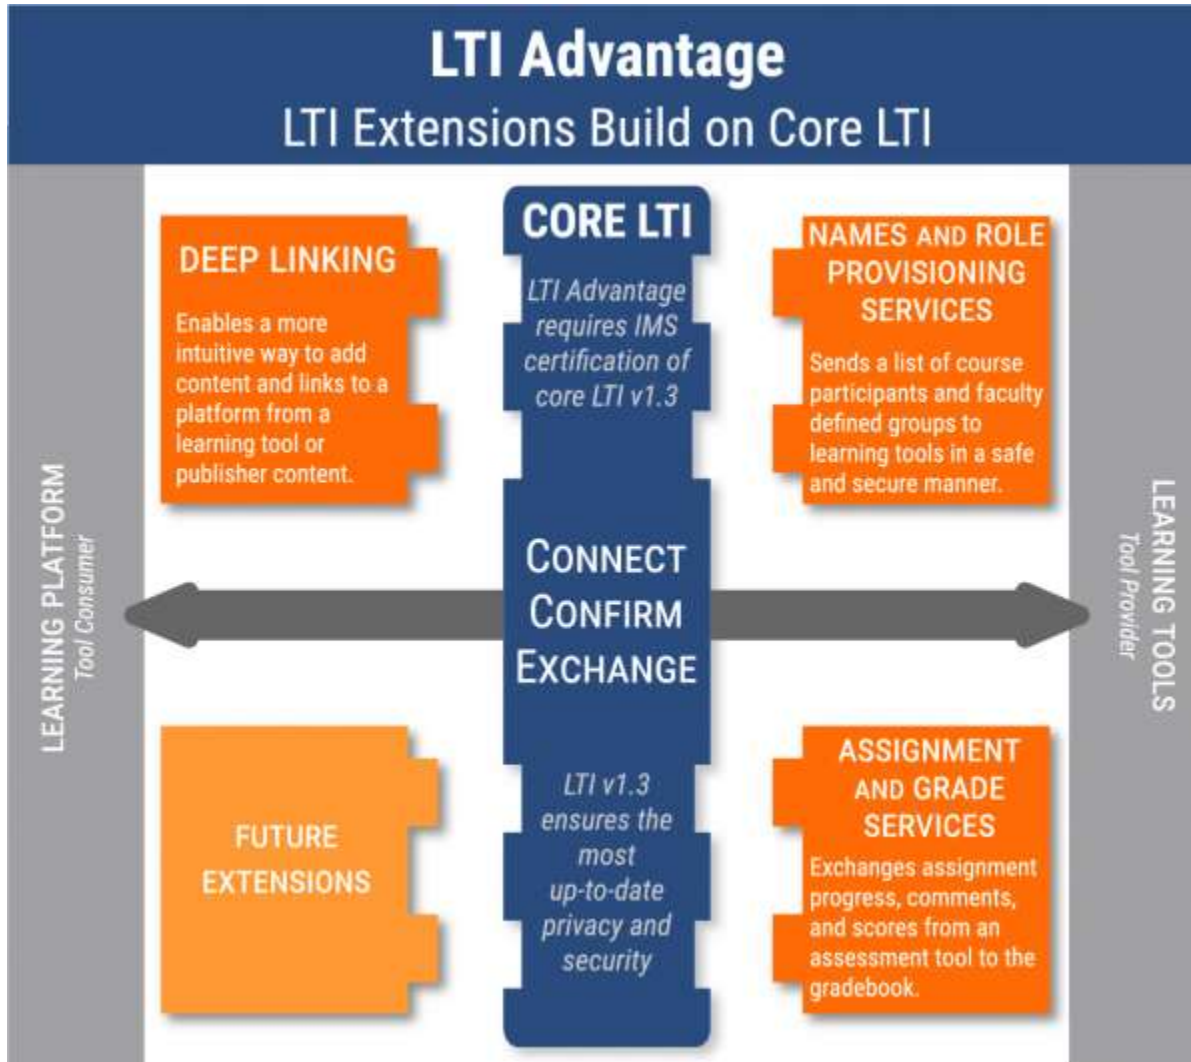 LTI Advantage
LTI Extensions Build on Core LTI
LEARNING PLATFORM
Tool Consumer
DEEP LINKING
Enables a more
intuitive way to add
content and links to a
platform from a
learning tool or
publisher content.
FUTURE
EXTENSIONS
CORE LTI
LTI Advantage
requires IMS
certification of
core LTI v1.3
CONNECT
CONFIRM
EXCHANGE
LTI v1.3
ensures the
most
up-to-date
privacy and
security
NAMES AND ROLE
PROVISIONING
SERVICES
Sends a list of course
participants and faculty
defined groups to
learning tools in a safe
and secure manner.
ASSIGNMENT
AND GRADE
SERVICES
Exchanges assignment
progress, comments,
and scores from an
assessment tool to the
gradebook.
LEARNING TOOLS
Tool Provider